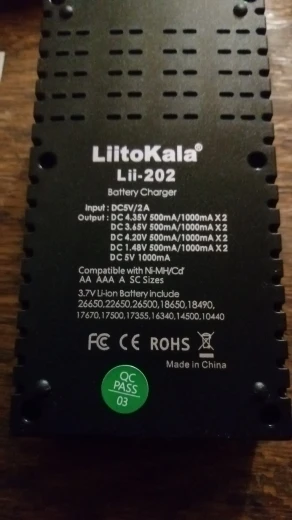 LiitoKala®
Lii-202
Battery Charger
Input : DC5V/2A
Output : DC 4.35V 500mA/1000mA X 2
DC 3.65V 500mA/1000mA X 2
DC 4.20V 500mA/1000mA X 2
DC 1.48V 500mA/1000mA X 2
DC 5V 1000mA
Compatible with Ni-MH/Cd
AA AAA A SC Sizes
3.7V Li-ion Battery Include
26650,22650,26500,18650,18490,
17670,17500,17355,16340,14500,10440
FC CE ROHS
Made in China
QC
PASS
03